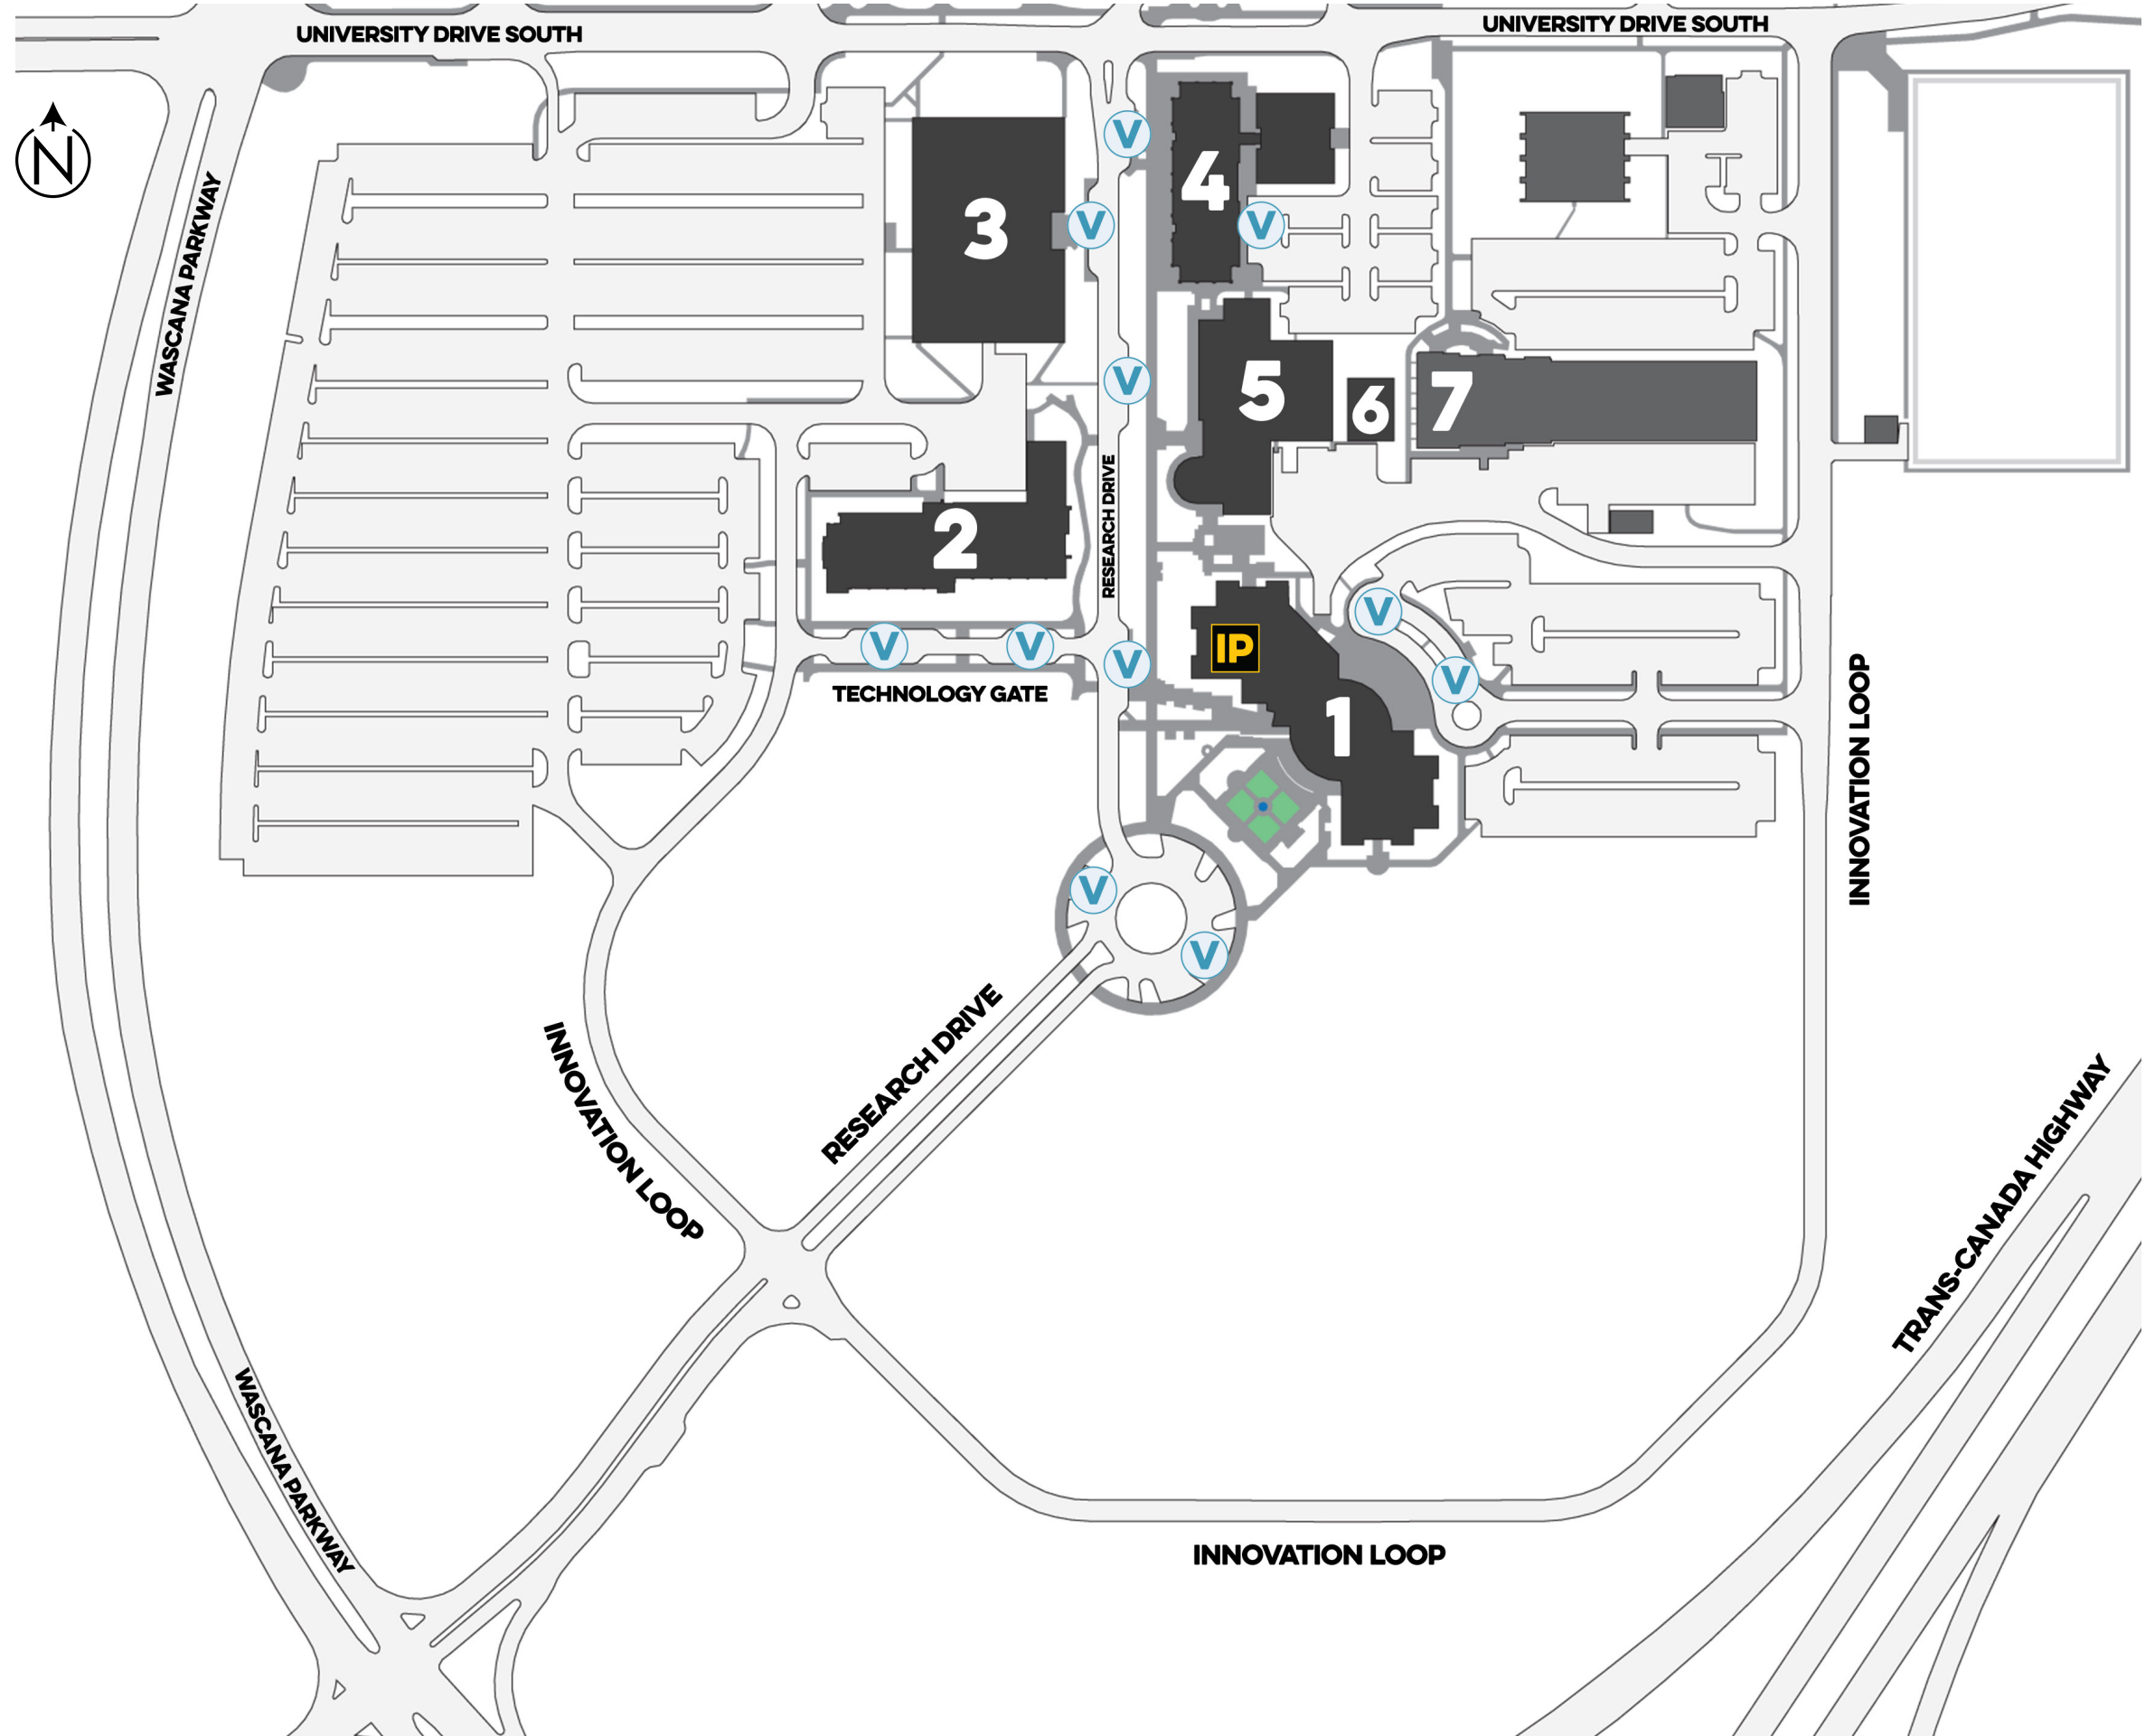 UNIVERSITY DRIVE SOUTH
UNIVERSITY DRIVE SOUTH
N
V
4
WASCANA PARKWAY
3
V
V
V
5
6
7
RESEARCH DRIVE
2
V
V
V
V
IP
V
TECHNOLOGY GATE
1
INNOVATION LOOP
V
V
RESEARCH DRIVE
INNOVATION LOOP
TRANS-CANADA HIGHWAY
WASCANA PARKWAY
INNOVATION LOOP